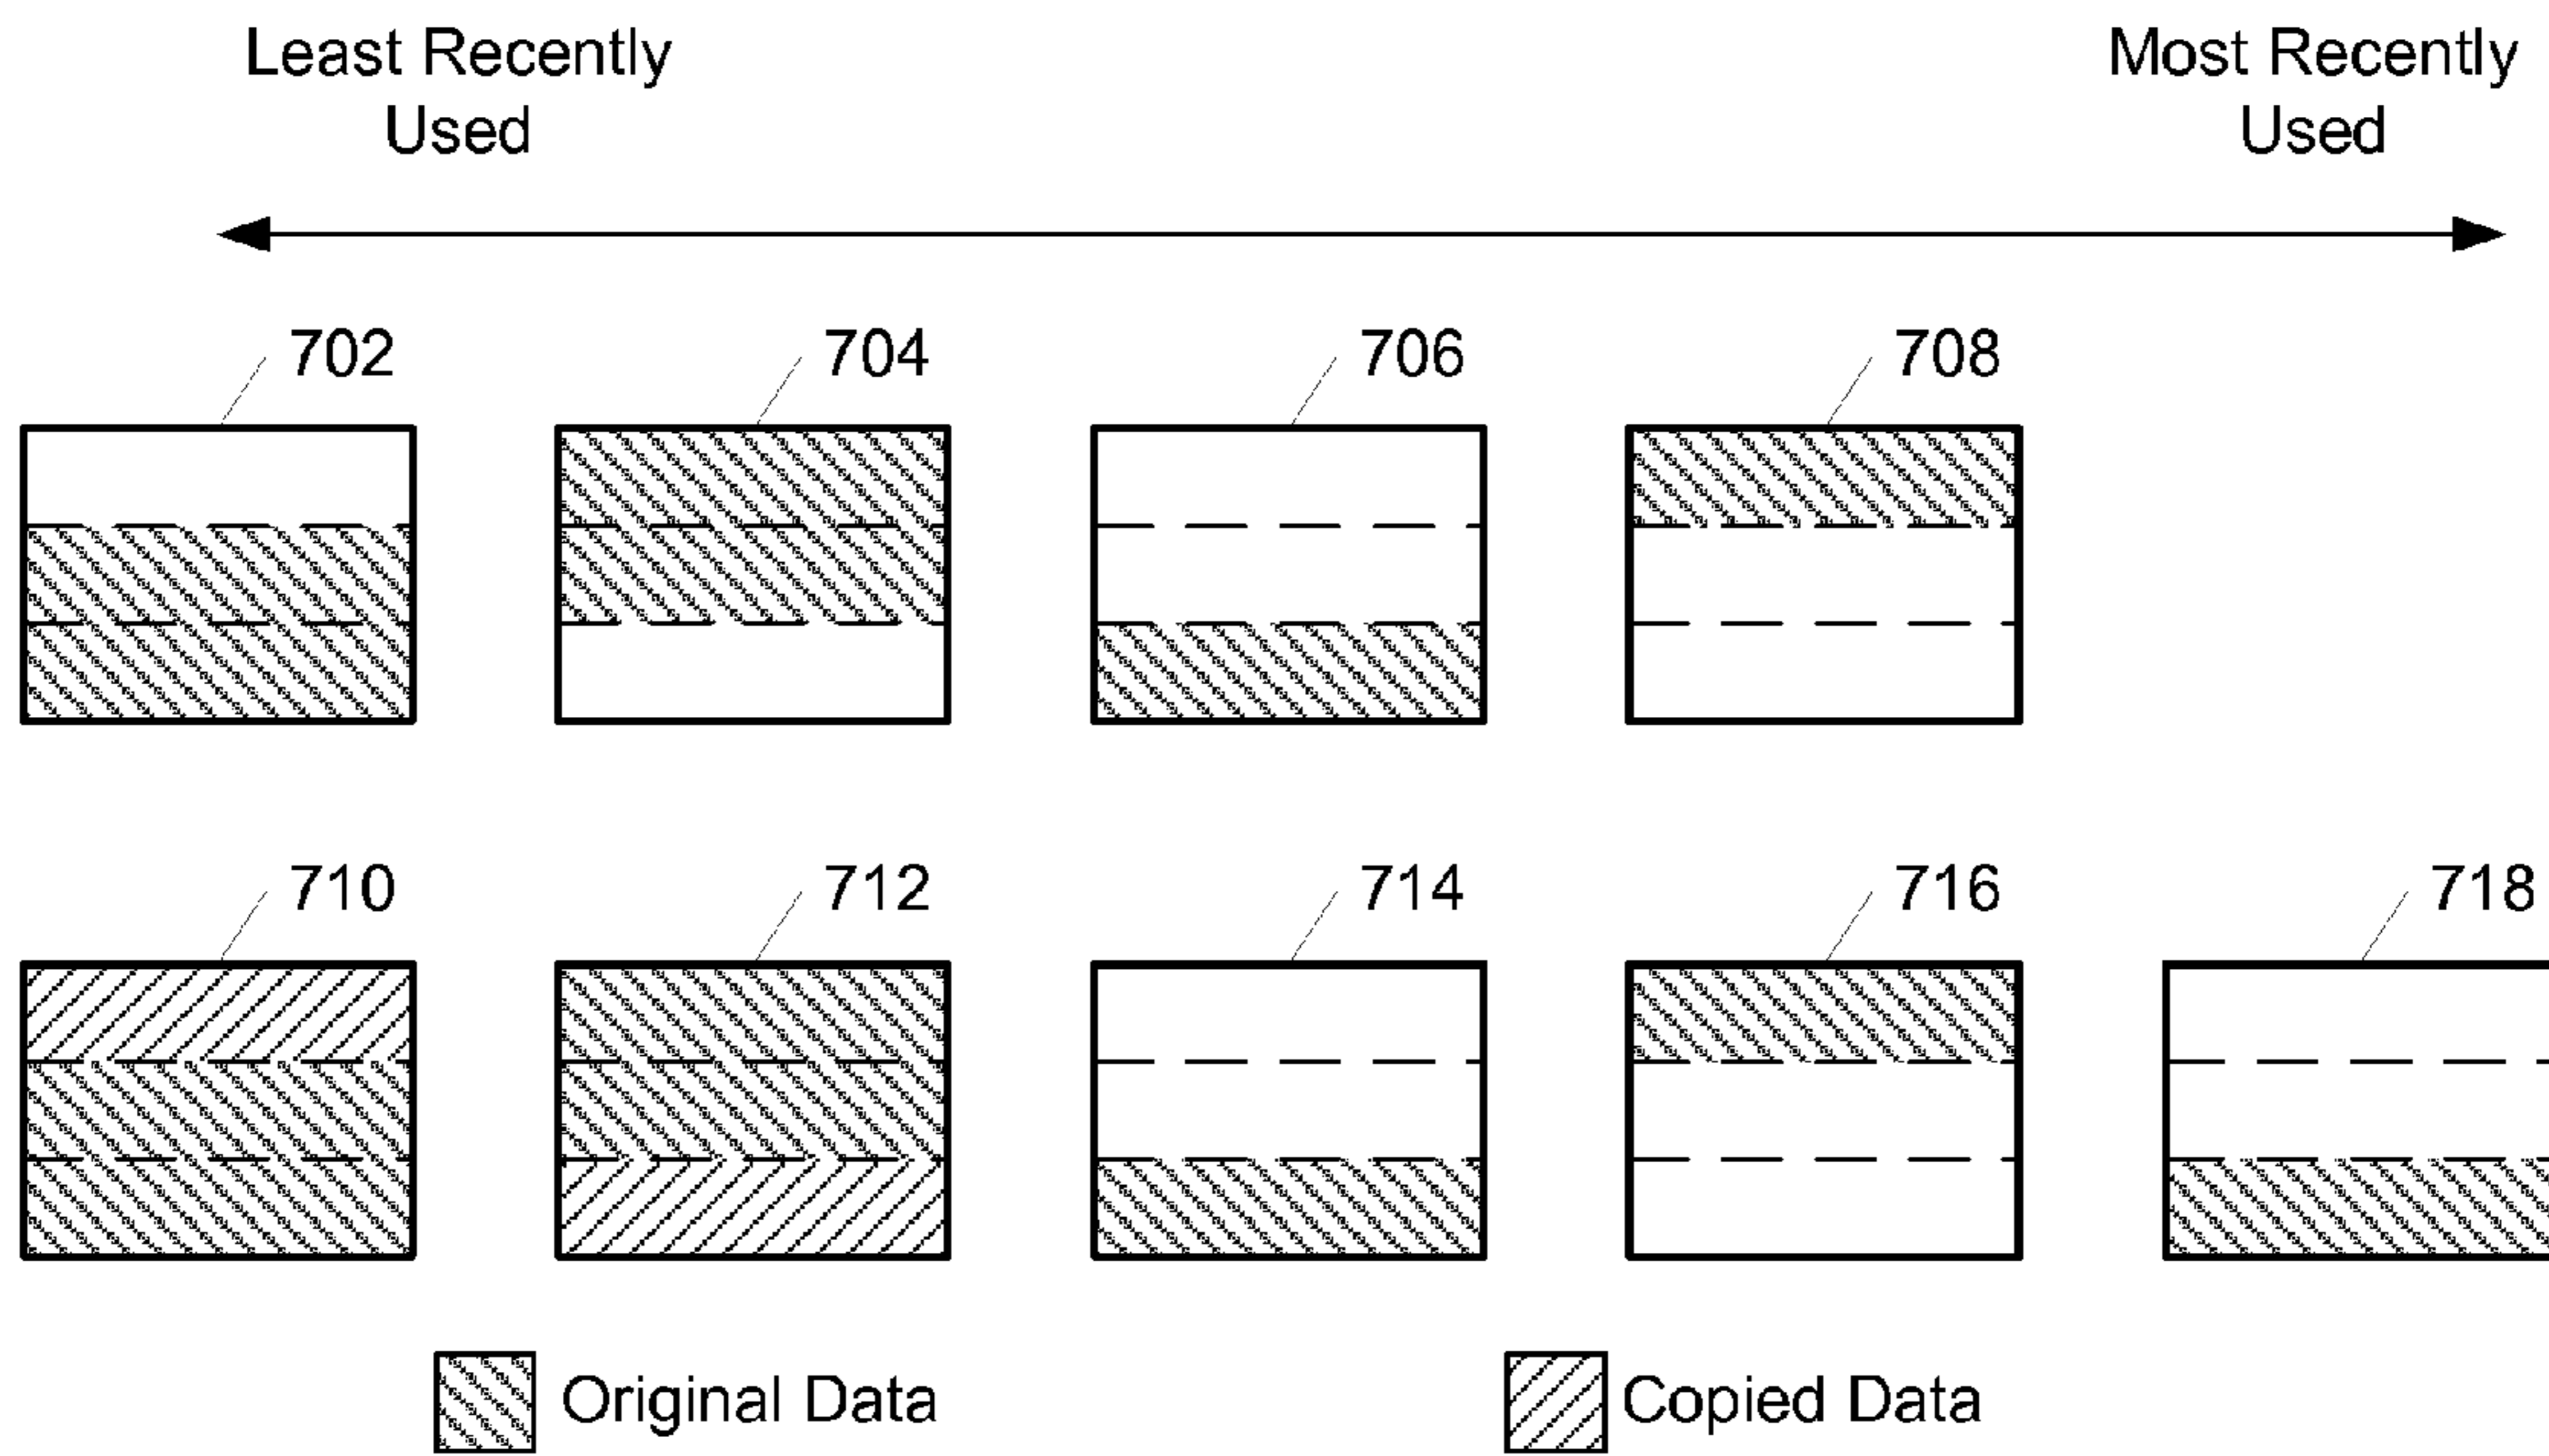 Least Recently
Used
Most Recently
Used
702
704
706
708
710
712
714
716
718
Original Data
Copied Data